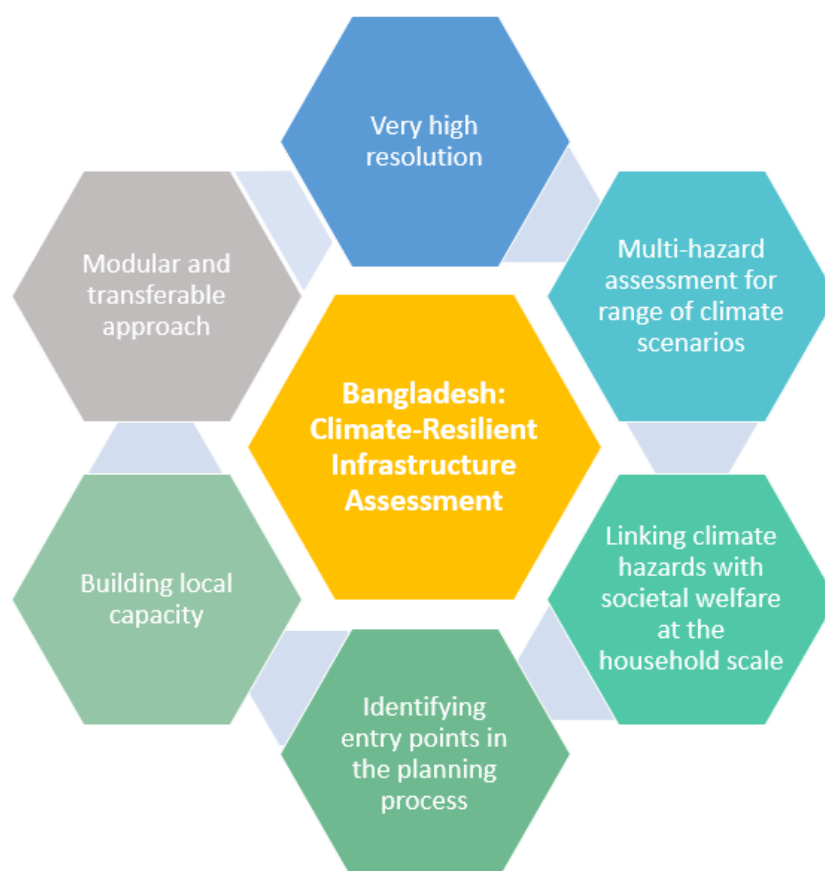 Very high
resolution
Multi-hazard
assessment for
range of climate
scenarios
Linking climate
hazards with
societal welfare
at the
household scale
Identifying
entry points in
the planning
process
Building local
capacity
Modular and
transferable
approach
Bangladesh:
Climate-Resilient
Infrastructure
Assessment